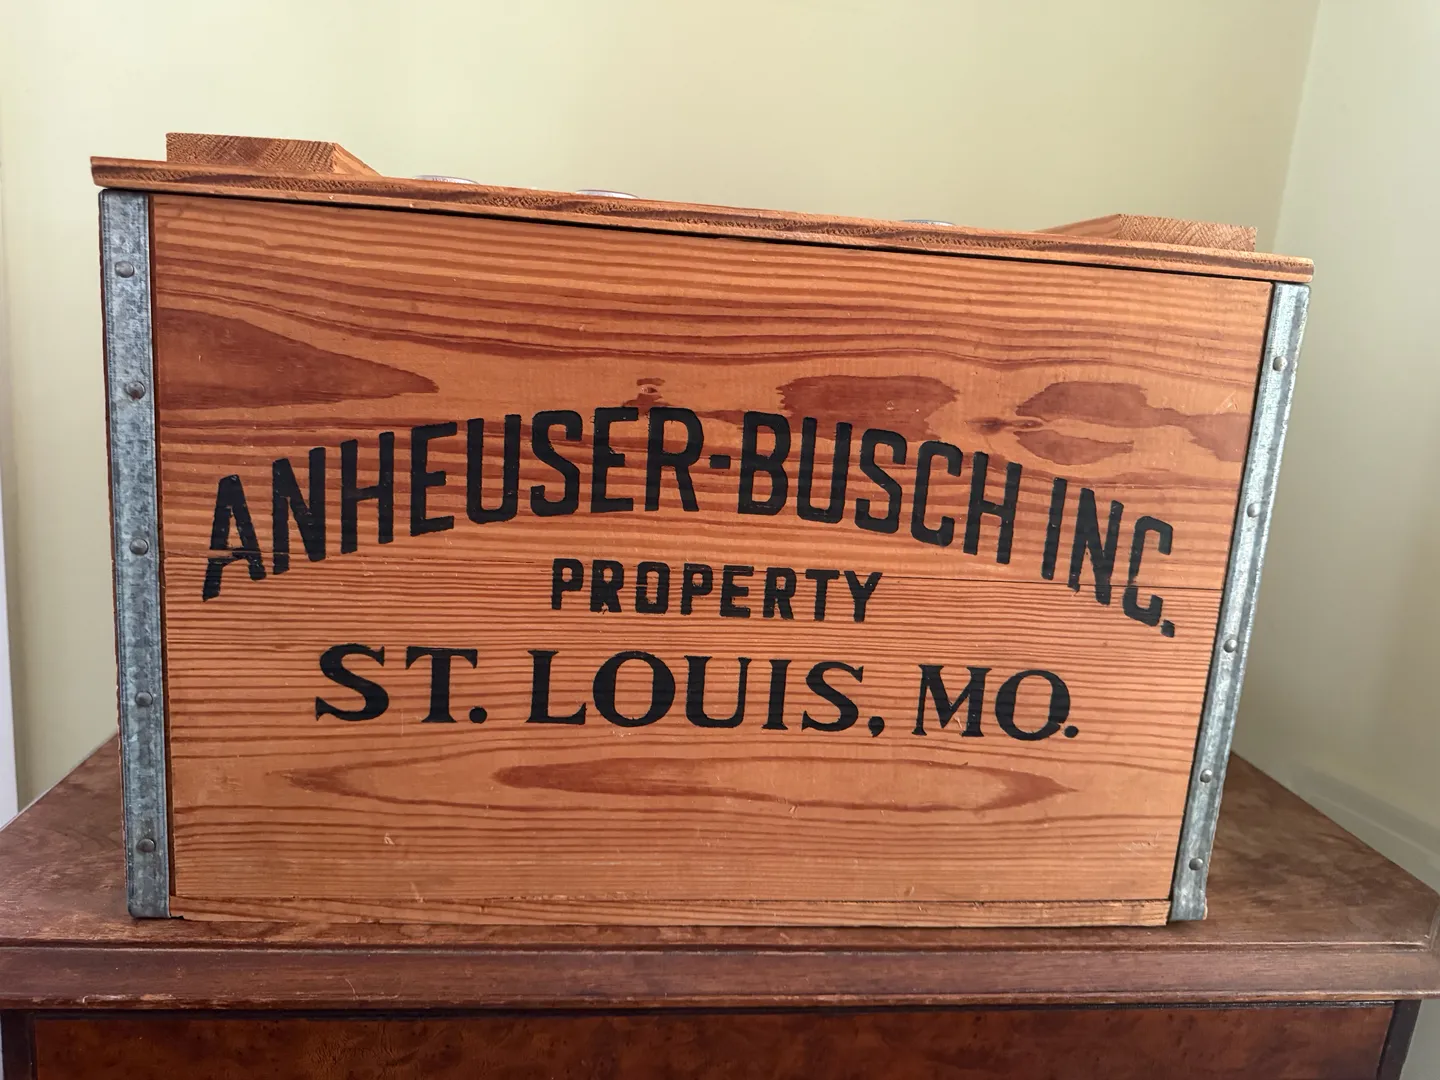 ANHEUSER-BUSCH INC.
PROPERTY
ST. LOUIS, MO.